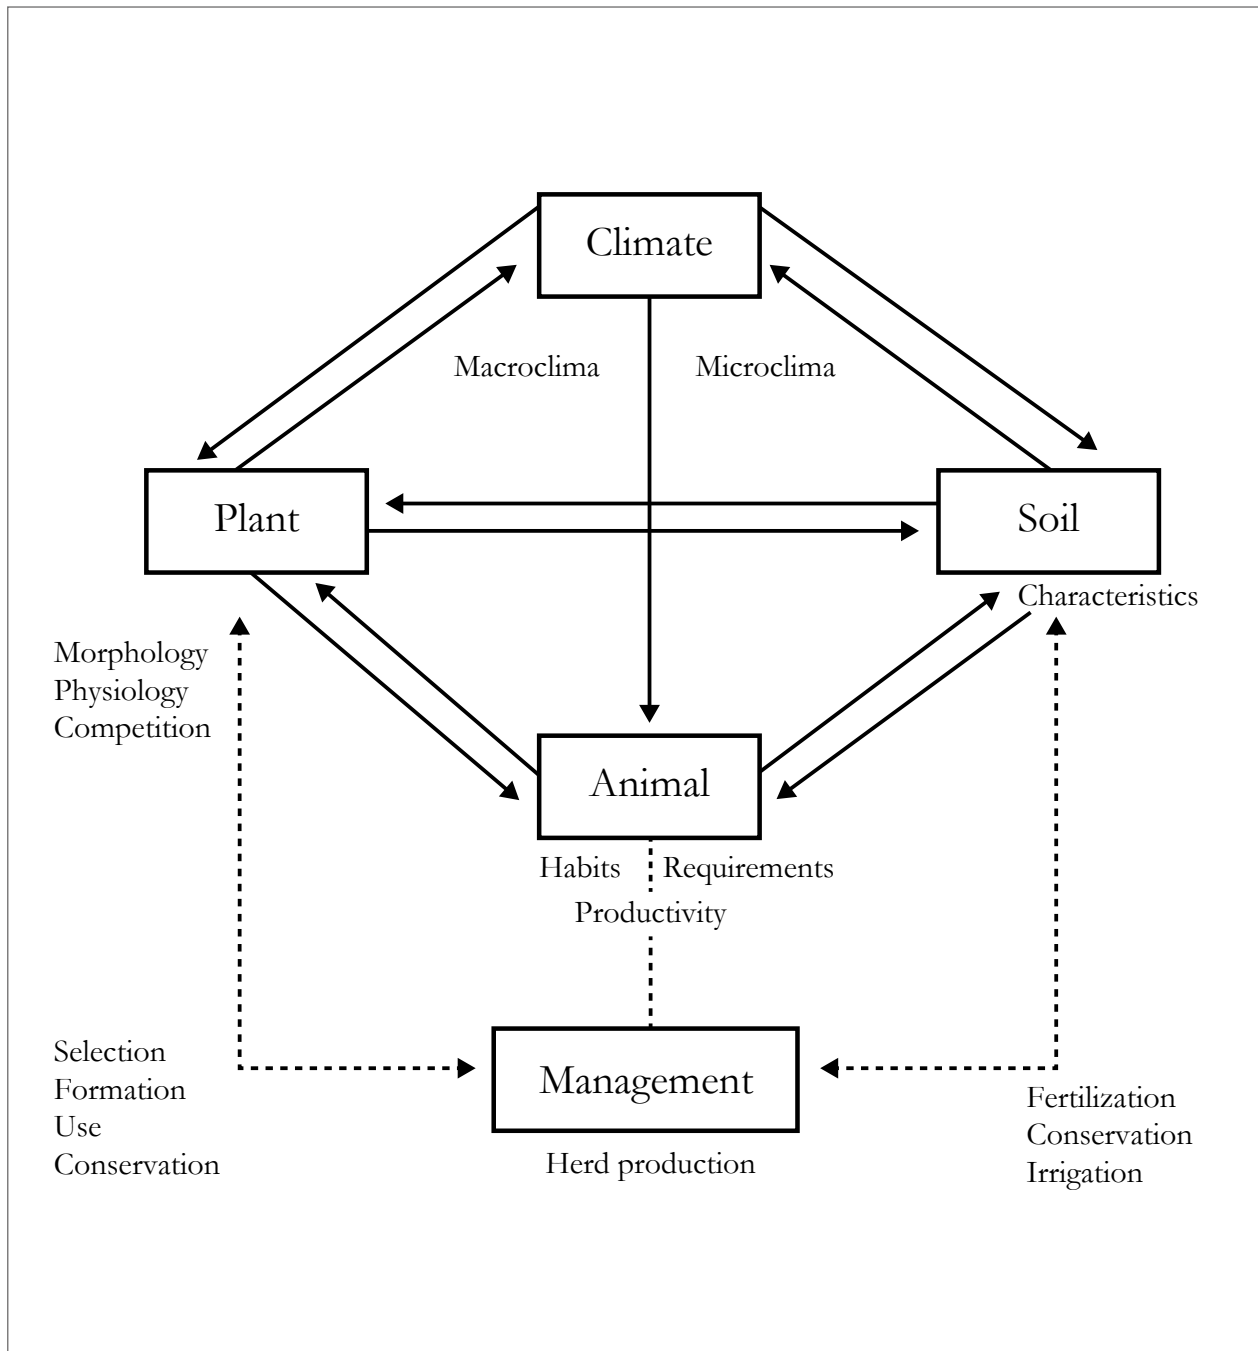 Climate
Macroclima
Microclima
Plant
Soil
Characteristics
Morphology
Physiology
Competition
Animal
Habits
Requirements
Productivity
Selection
Formation
Use
Conservation
Management
Herd production
Fertilization
Conservation
Irrigation